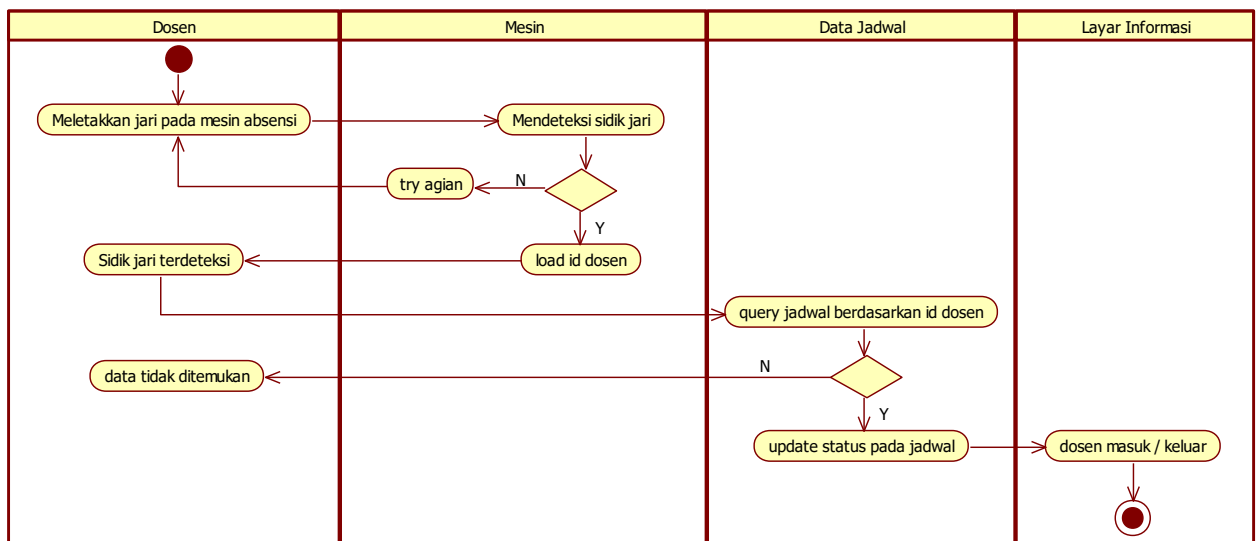 Dosen
Mesin
Data Jadwal
Layar Informasi
Meletakkan jari pada mesin absensi
Mendeteksi sidik jari
try agian
N
Y
Sidik jari terdeteksi
load id dosen
query jadwal berdasarkan id dosen
data tidak ditemukan
N
Y
update status pada jadwal
dosen masuk / keluar